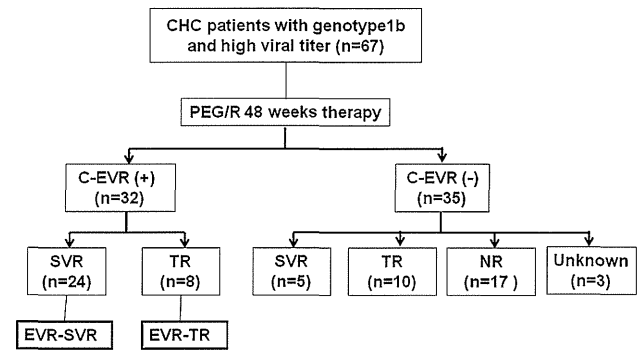 CHC patients with genotype1b
and high viral titer (n=67)
PEG/R 48 weeks therapy
C-EVR (+)
(n=32)
C-EVR (-)
(n=35)
SVR
(n=24)
TR
(n=8)
SVR
(n=5)
TR
(n=10)
NR
(n=17 )
Unknown
(n=3)
EVR-SVR
EVR-TR